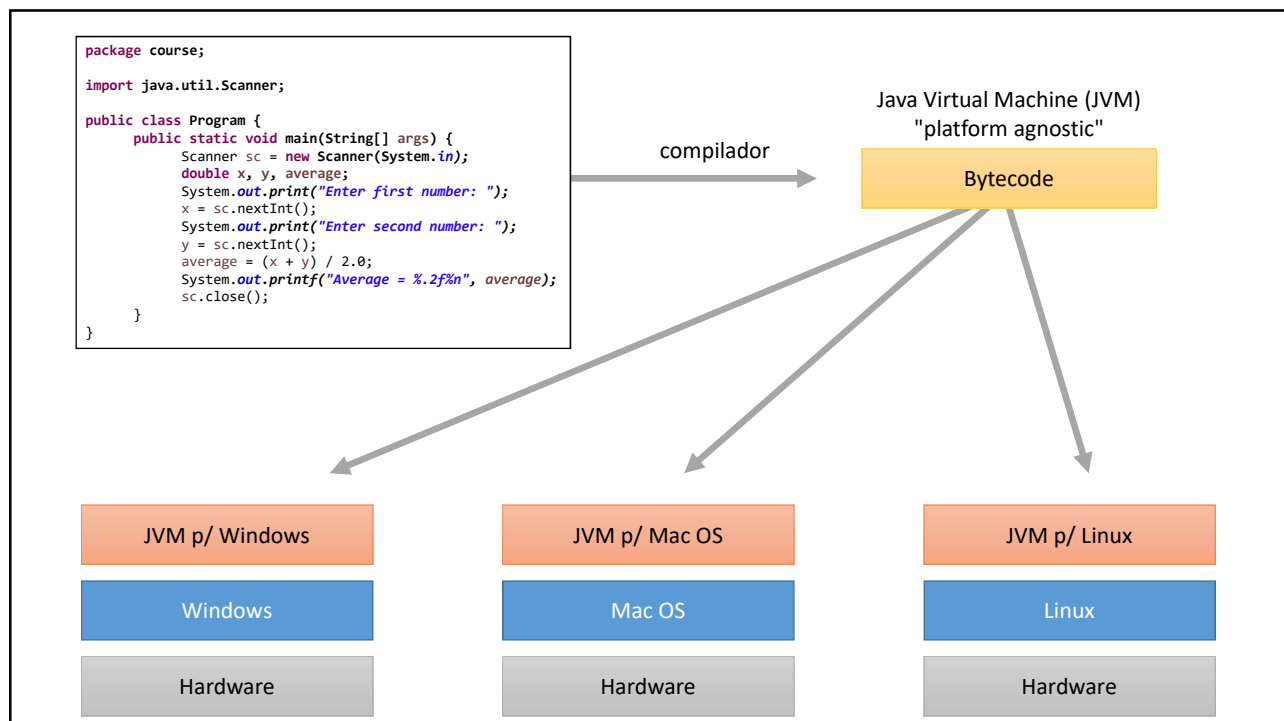 package course;
import java.util.Scanner;
public class Program {
public static void main(String[] args) {
Scanner sc = new Scanner(System.in);
double x, y, average;
System.out.print("Enter first number: ");
x = sc.nextInt();
System.out.print("Enter second number: ");
y = sc.nextInt();
average = (x + y) / 2.0;
System.out.printf("Average = %.2f%n", average);
sc.close();
}
}
compilador
Java Virtual Machine (JVM)
"platform agnostic"
Bytecode
JVM p/ Windows
JVM p/ Mac OS
JVM p/ Linux
Windows
Mac OS
Linux
Hardware
Hardware
Hardware